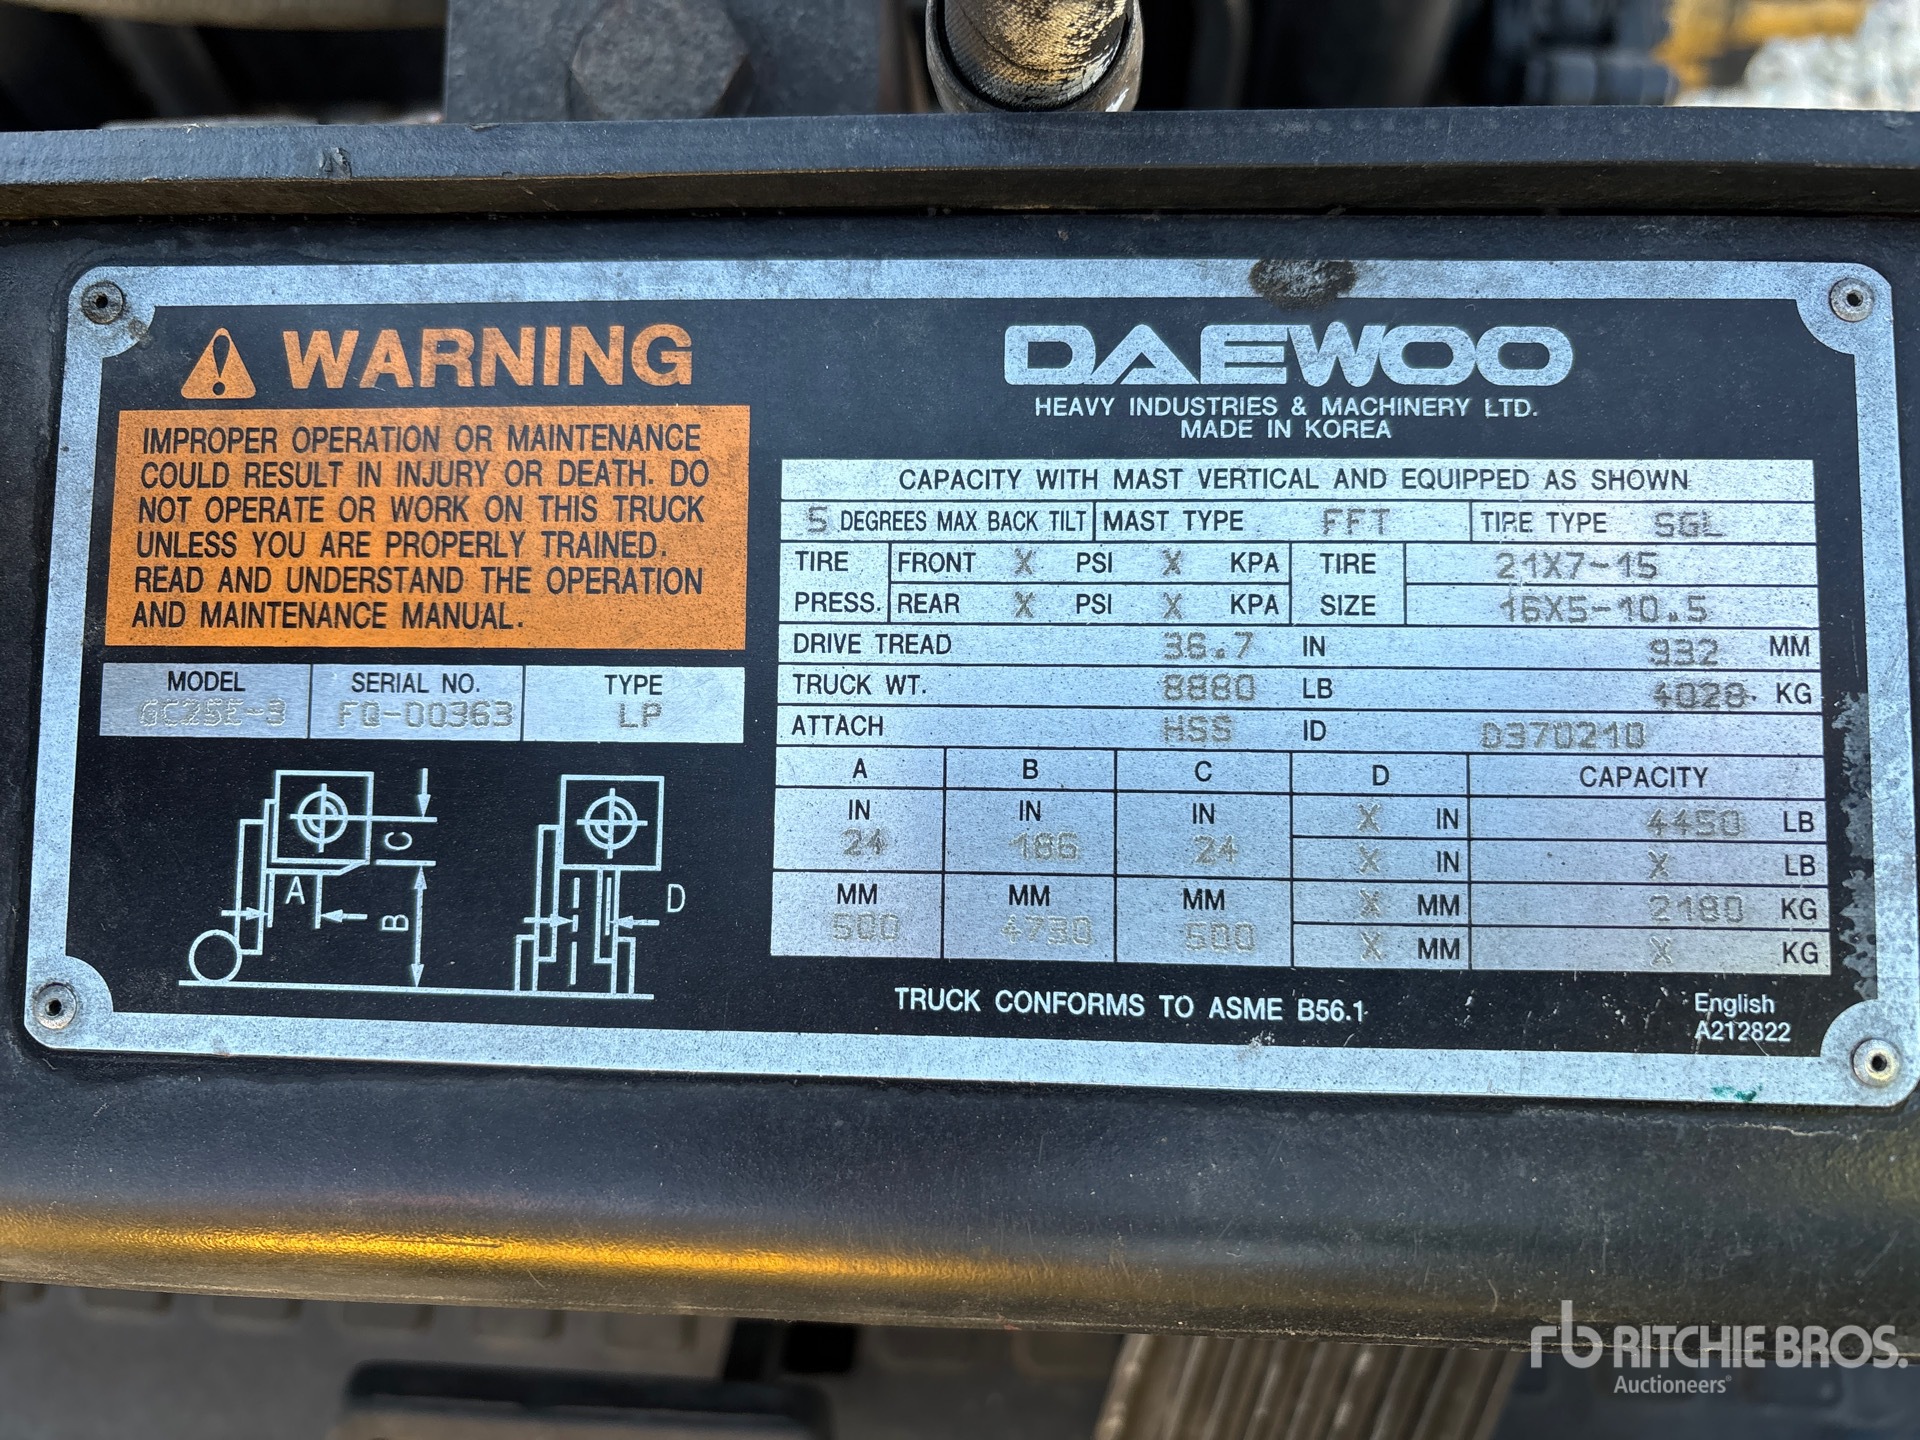 WARNING
IMPROPER OPERATION OR MAINTENANCE
COULD RESULT IN INJURY OR DEATH. DO
NOT OPERATE OR WORK ON THIS TRUCK
UNLESS YOU ARE PROPERLY TRAINED.
READ AND UNDERSTAND THE OPERATION
AND MAINTENANCE MANUAL.
MODEL SERIAL NO. TYPE
GC25E-3 FQ-00363 LP
C
A
B
D
DAEWOO
HEAVY INDUSTRIES & MACHINERY LTD.
MADE IN KOREA
CAPACITY WITH MAST VERTICAL AND EQUIPPED AS SHOWN
5 DEGREES MAX BACK TILT MAST TYPE FFT TIRE TYPE SGL
TIRE FRONT X PSI X KPA TIRE 21X7-15
PRESS. REAR X PSI X KPA SIZE 16X5-10.5
DRIVE TREAD 36.7 IN 932 MM
TRUCK WT. 8880 LB 4028 KG
ATTACH HSS ID D370210
A B C D CAPACITY
IN IN IN X IN 4450 LB
24 186 24 X IN X LB
MM MM MM X MM 2180 KG
500 4730 500 X MM X KG
TRUCK CONFORMS TO ASME B56.1
English
A212822
rb RITCHIE BROS.
Auctioneers